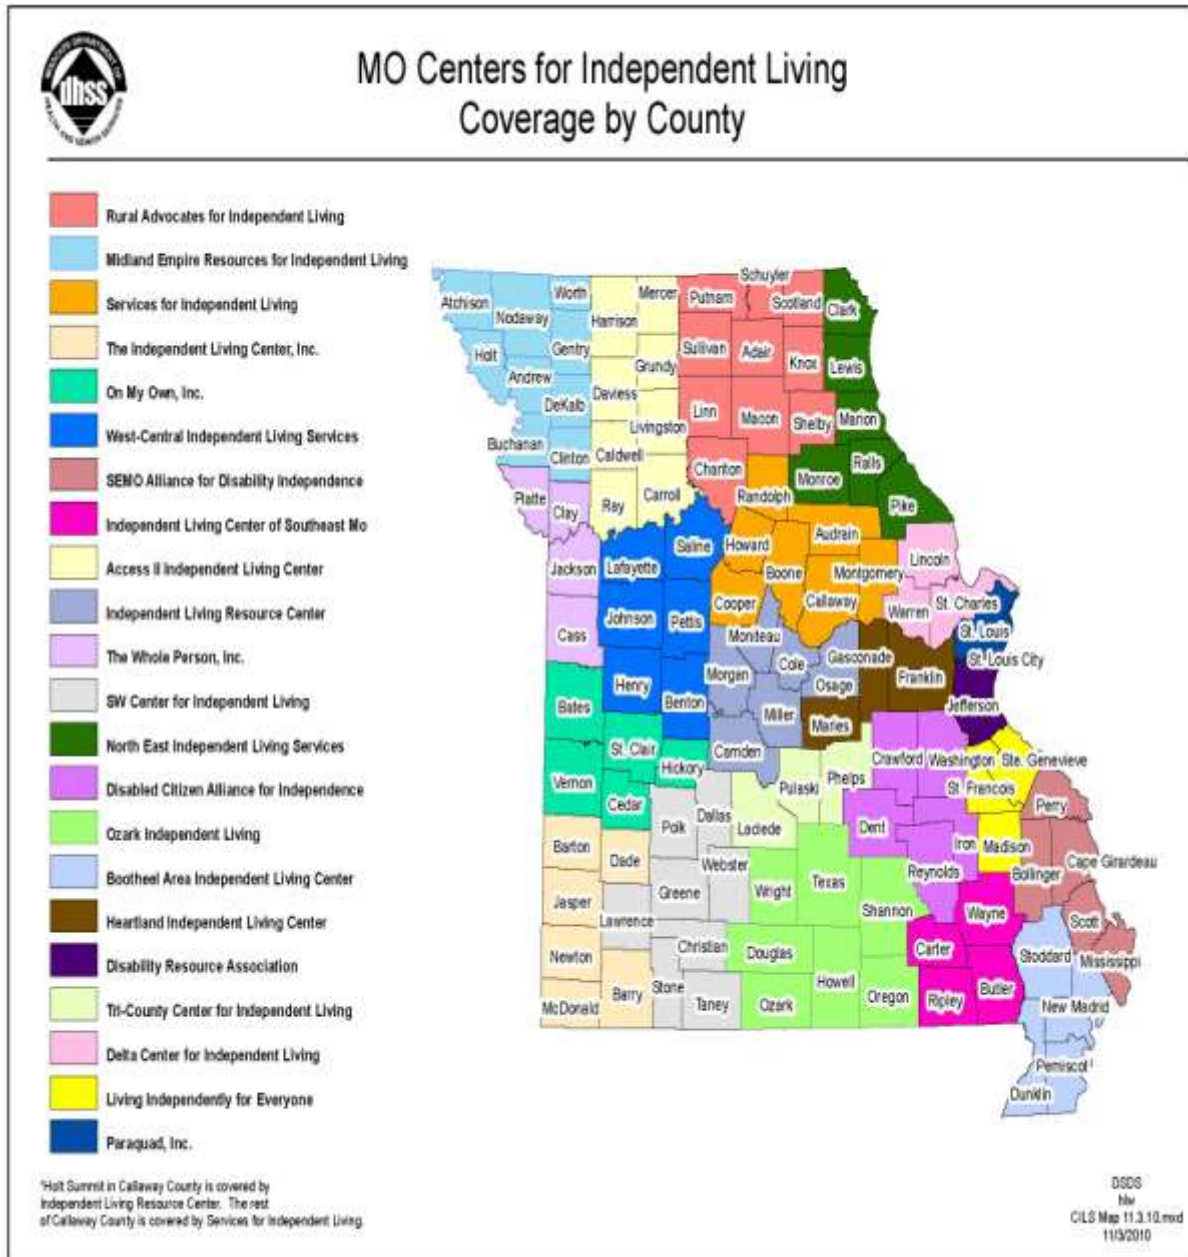 MISSOURI DEPARTMENT OF
dhss
HEALTH AND SENIOR SERVICES
MO Centers for Independent Living
Coverage by County
Rural Advocates for Independent Living
Midland Empire Resources for Independent Living
Services for Independent Living
The Independent Living Center, Inc.
On My Own, Inc.
West-Central Independent Living Services
SEMO Alliance for Disability Independence
Independent Living Center of Southeast Mo
Access II Independent Living Center
Independent Living Resource Center
The Whole Person, Inc.
SW Center for Independent Living
North East Independent Living Services
Disabled Citizen Alliance for Independence
Ozark Independent Living
Bootheel Area Independent Living Center
Heartland Independent Living Center
Disability Resource Association
Tri-County Center for Independent Living
Delta Center for Independent Living
Living Independently for Everyone
Paraquad, Inc.
Atchison
Nodaway
Worth
Harrison
Mercer
Putnam
Schuyler
Scotland
Clark
Holt
Andrew
Gentry
DeKalb
Daviess
Grundy
Sullivan
Adair
Knox
Lewis
Buchanan
Clinton
Caldwell
Livingston
Linn
Macon
Shelby
Marion
Platte
Clay
Ray
Carroll
Chariton
Randolph
Monroe
Ralls
Pike
Jackson
Lafayette
Saline
Howard
Boone
Audrain
Montgomery
Lincoln
Cass
Johnson
Pettis
Cooper
Moniteau
Callaway
Warren
St. Charles
St. Louis
St. Louis City
Bates
Henry
Benton
Morgan
Cole
Osage
Gasconade
Franklin
Jefferson
Miller
Maries
Camden
Vernon
St. Clair
Hickory
Cedar
Polk
Dallas
Laclede
Pulaski
Phelps
Crawford
Washington
Ste. Genevieve
St. Francois
Perry
Barton
Dade
Jasper
Lawrence
Greene
Webster
Wright
Texas
Dent
Iron
Reynolds
Shannon
Madison
Bollinger
Cape Girardeau
Wayne
Scott
Newton
McDonald
Barry
Stone
Christian
Taney
Douglas
Ozark
Howell
Oregon
Carter
Ripley
Butler
Stoddard
Mississippi
New Madrid
Pemiscot
Dunklin
*Holt Summit in Callaway County is covered by
Independent Living Resource Center. The rest
of Callaway County is covered by Services for Independent Living.
DSDS
CILS Map 11.3.10.mxd
11/3/2010